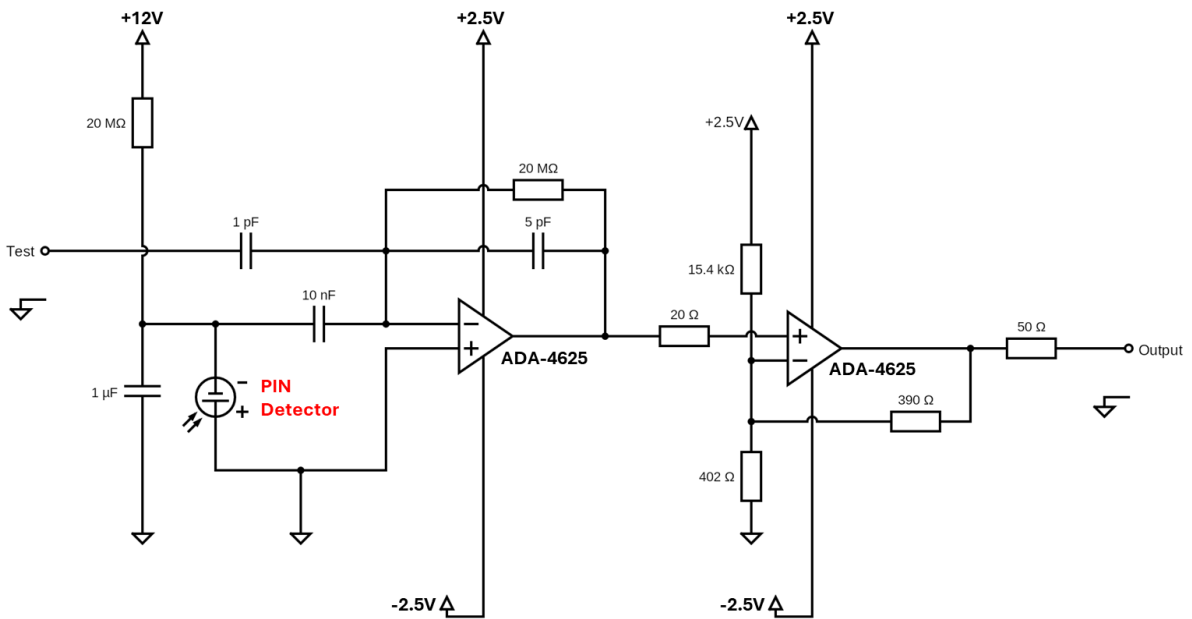 +12V
+2.5V
+2.5V
20 MΩ
+2.5V
20 MΩ
1 pF
5 pF
Test
15.4 kΩ
10 nF
20 Ω
50 Ω
−
+
ADA-4625
+
−
ADA-4625
Output
1 µF
−
PIN
+
Detector
390 Ω
402 Ω
-2.5V
-2.5V